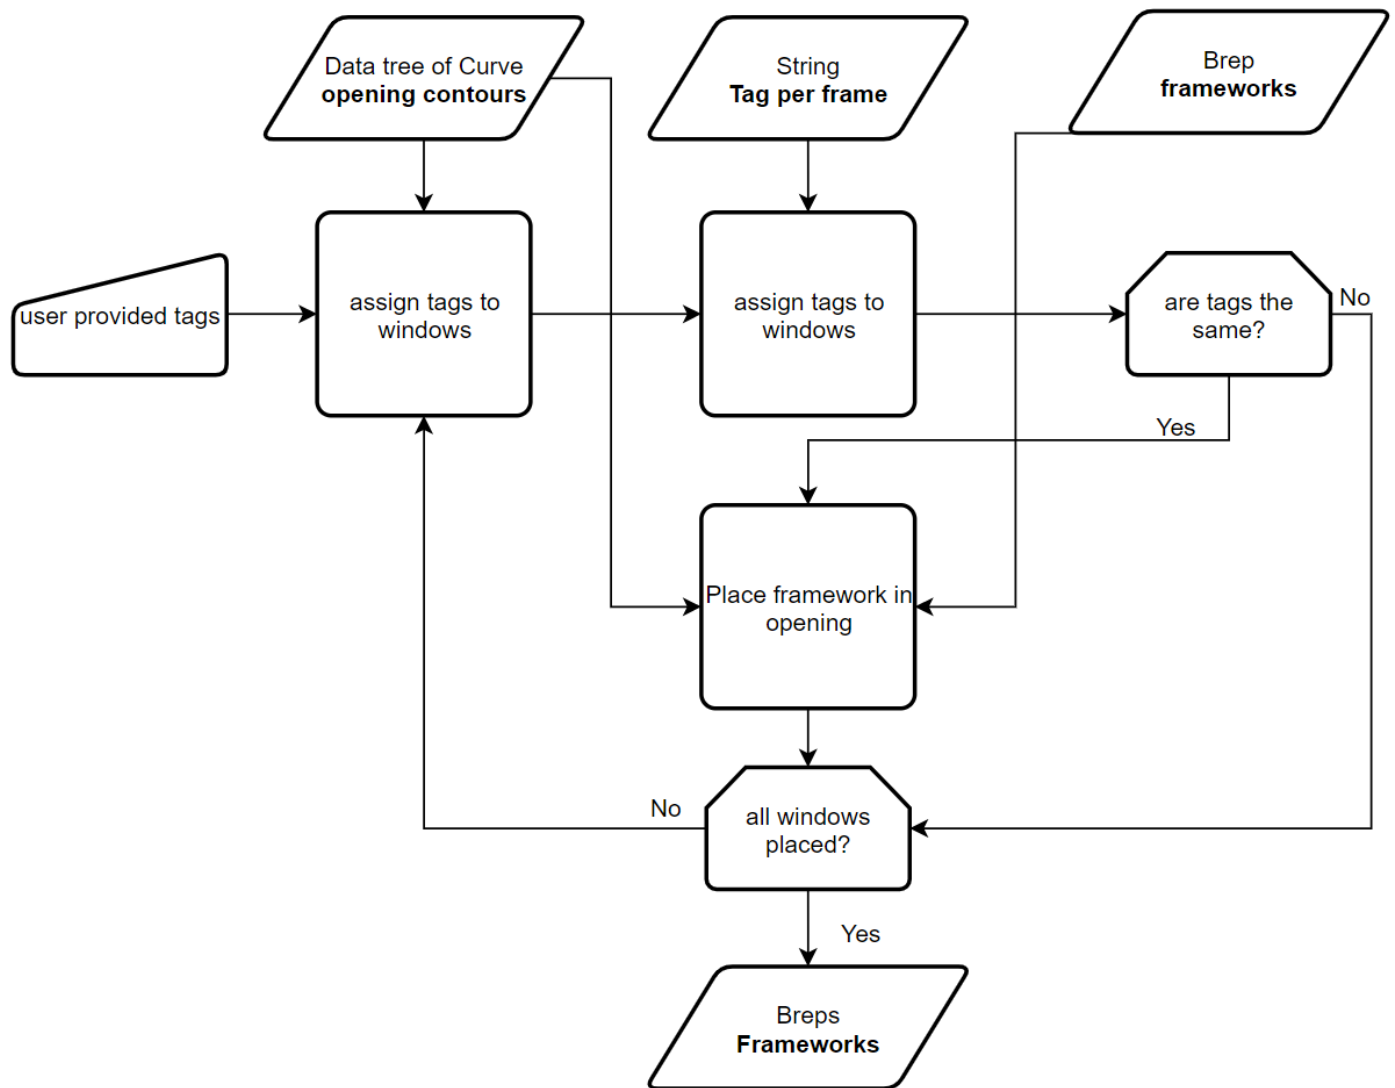 Data tree of Curve
opening contours
String
Tag per frame
Brep
frameworks
user provided tags
assign tags to
windows
assign tags to
windows
are tags the
same?
No
Yes
Place framework in
opening
No
all windows
placed?
Yes
Breps
Frameworks